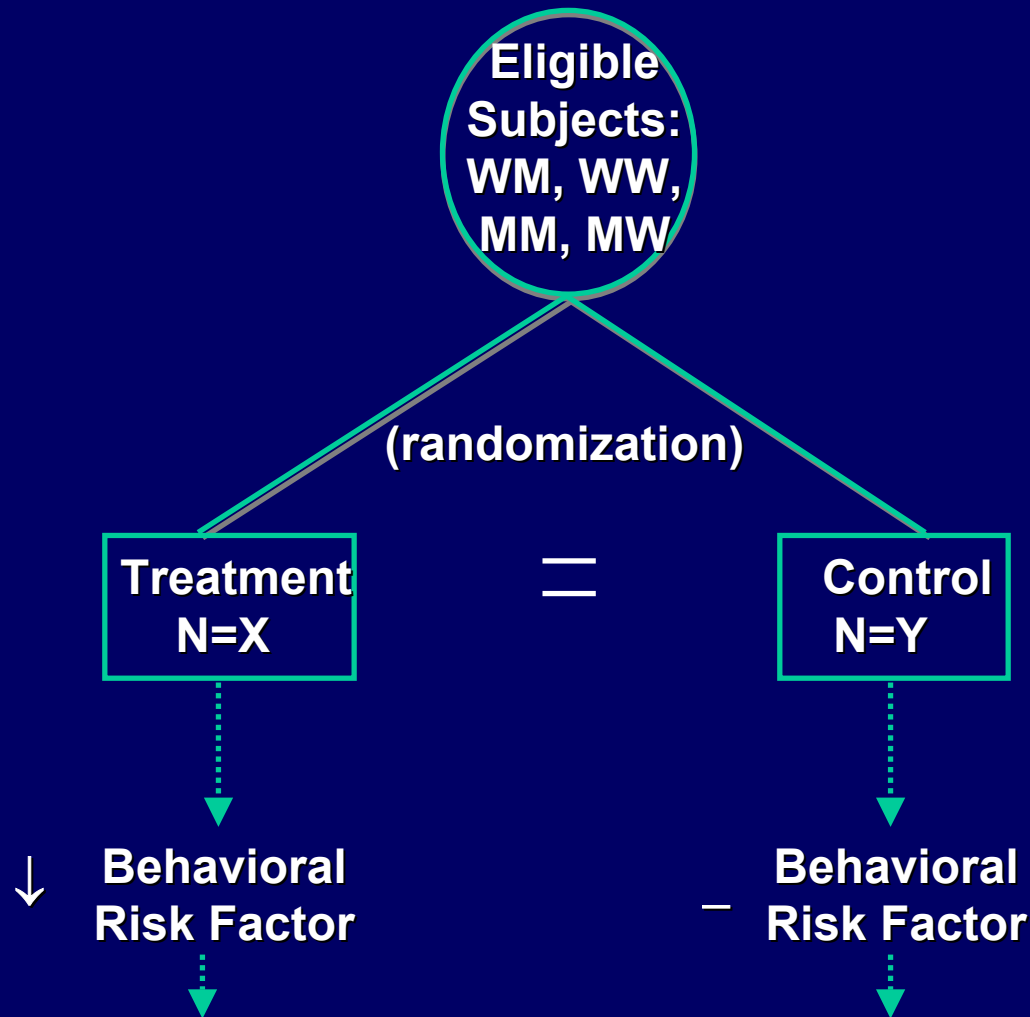 Eligible
Subjects:
WM, WW,
MM, MW
(randomization)
Treatment
N=X
=
Control
N=Y
↓ Behavioral
Risk Factor
– Behavioral
Risk Factor